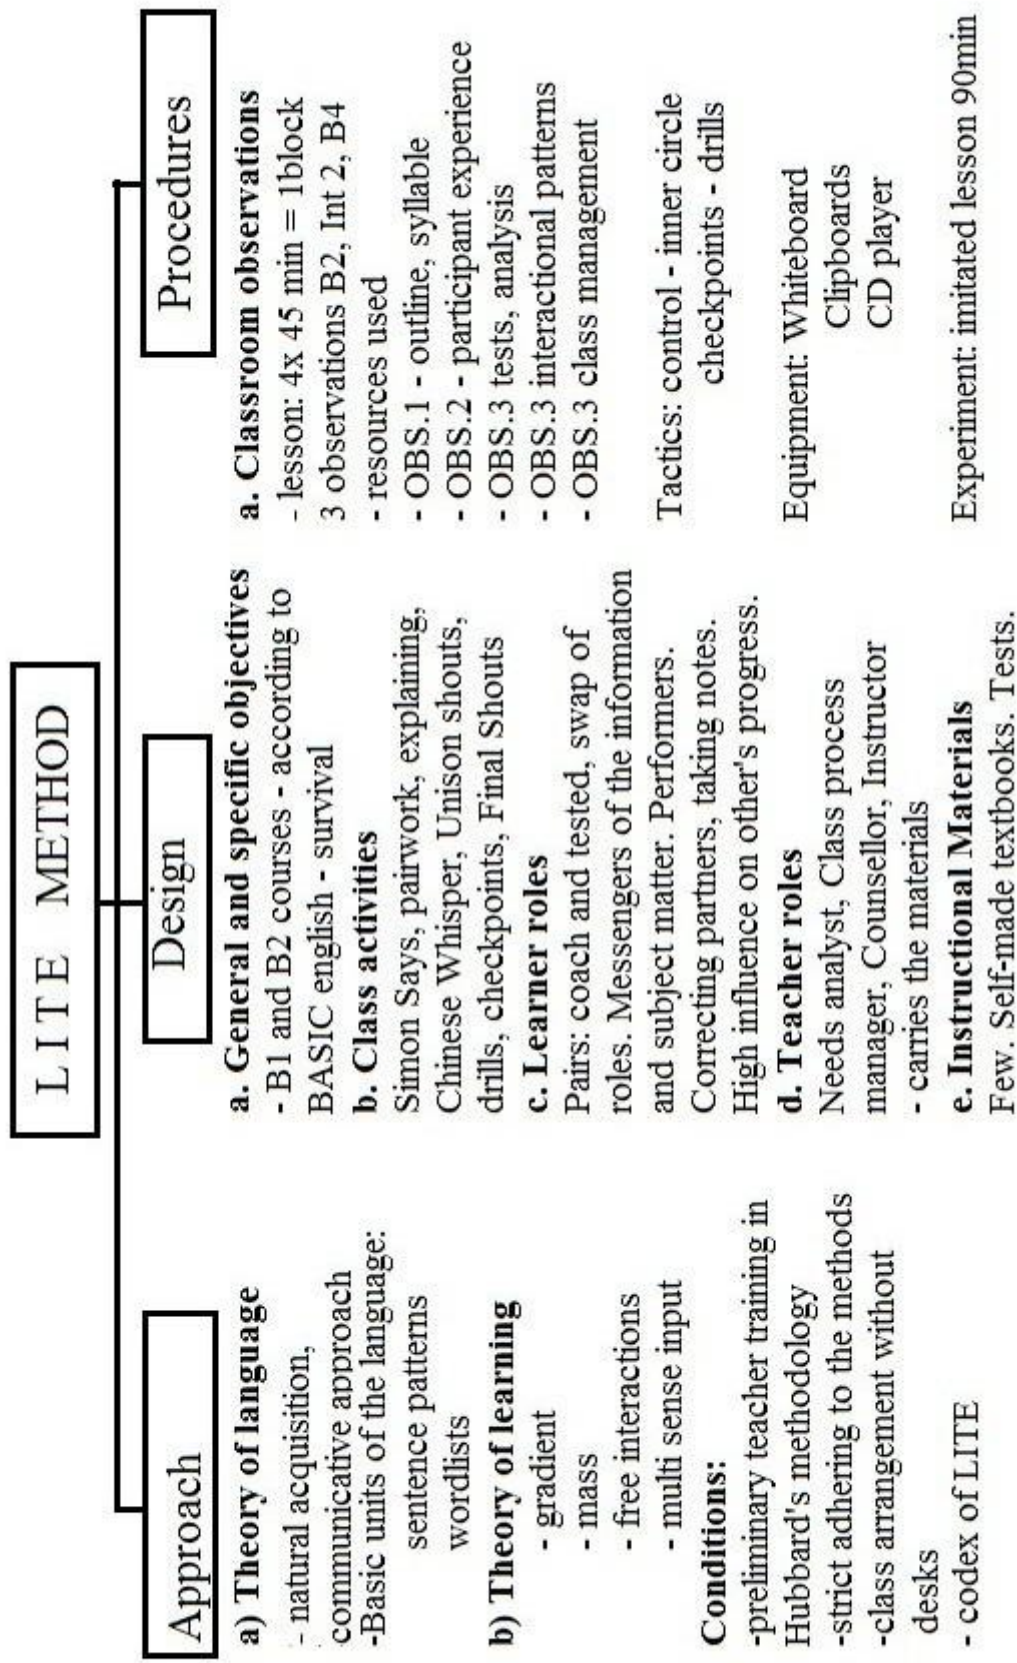 L I T E   M E T H O D
Approach
a) Theory of language
- natural acquisition,
communicative approach
-Basic units of the language:
sentence patterns
wordlists
b) Theory of learning
- gradient
- mass
- free interactions
- multi sense input
Conditions:
-preliminary teacher training in
Hubbard's methodology
-strict adhering to the methods
-class arrangement without
desks
- codex of LITE
Design
a. General and specific objectives
- B1 and B2 courses - according to
BASIC english - survival
b. Class activities
Simon Says, pairwork, explaining,
Chinese Whisper, Unison shouts,
drills, checkpoints, Final Shouts
c. Learner roles
Pairs: coach and tested, swap of
roles. Messengers of the information
and subject matter. Performers.
Correcting partners, taking notes.
High influence on other's progress.
d. Teacher roles
Needs analyst, Class process
manager, Counsellor, Instructor
- carries the materials
e. Instructional Materials
Few. Self-made textbooks. Tests.
Procedures
a. Classroom observations
- lesson: 4x 45 min = 1block
3 observations B2, Int 2, B4
- resources used
- OBS.1 - outline, syllable
- OBS.2 - participant experience
- OBS.3 tests, analysis
- OBS.3 interactional patterns
- OBS.3 class management
Tactics: control - inner circle
checkpoints - drills
Equipment: Whiteboard
Clipboards
CD player
Experiment: imitated lesson 90min